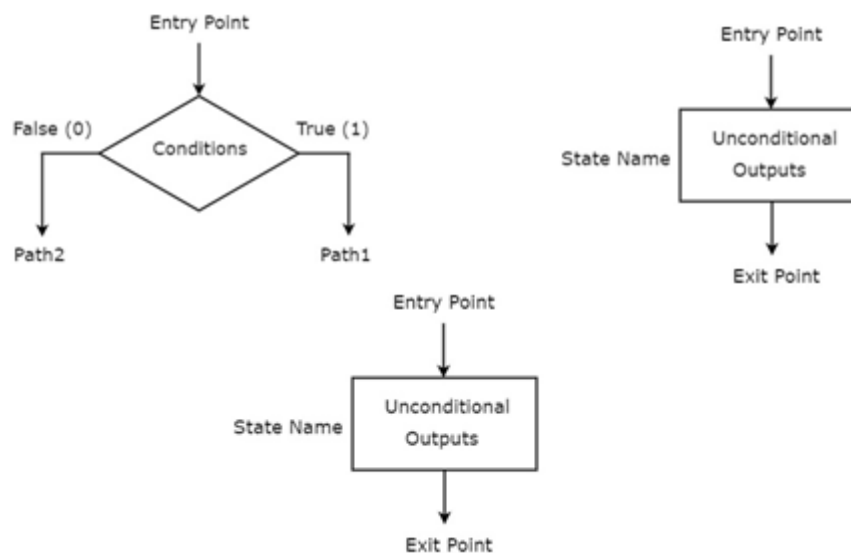 Entry Point
False (0)
True (1)
Conditions
Path2
Path1
Entry Point
State Name
Unconditional
Outputs
Exit Point
Entry Point
State Name
Unconditional
Outputs
Exit Point